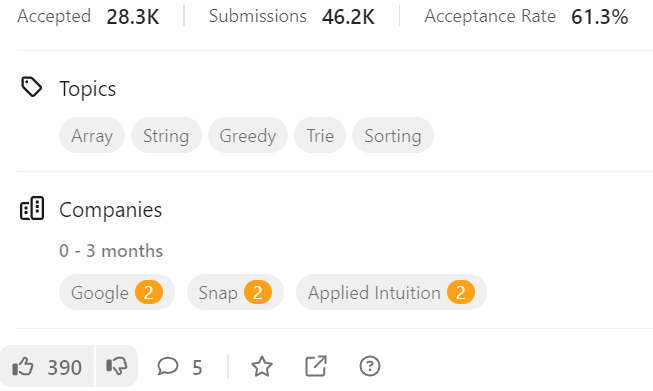 Accepted 28.3K Submissions 46.2K Acceptance Rate 61.3%
Topics
Array String Greedy Trie Sorting
Companies
0 - 3 months
Google 2 Snap 2 Applied Intuition 2
390 5